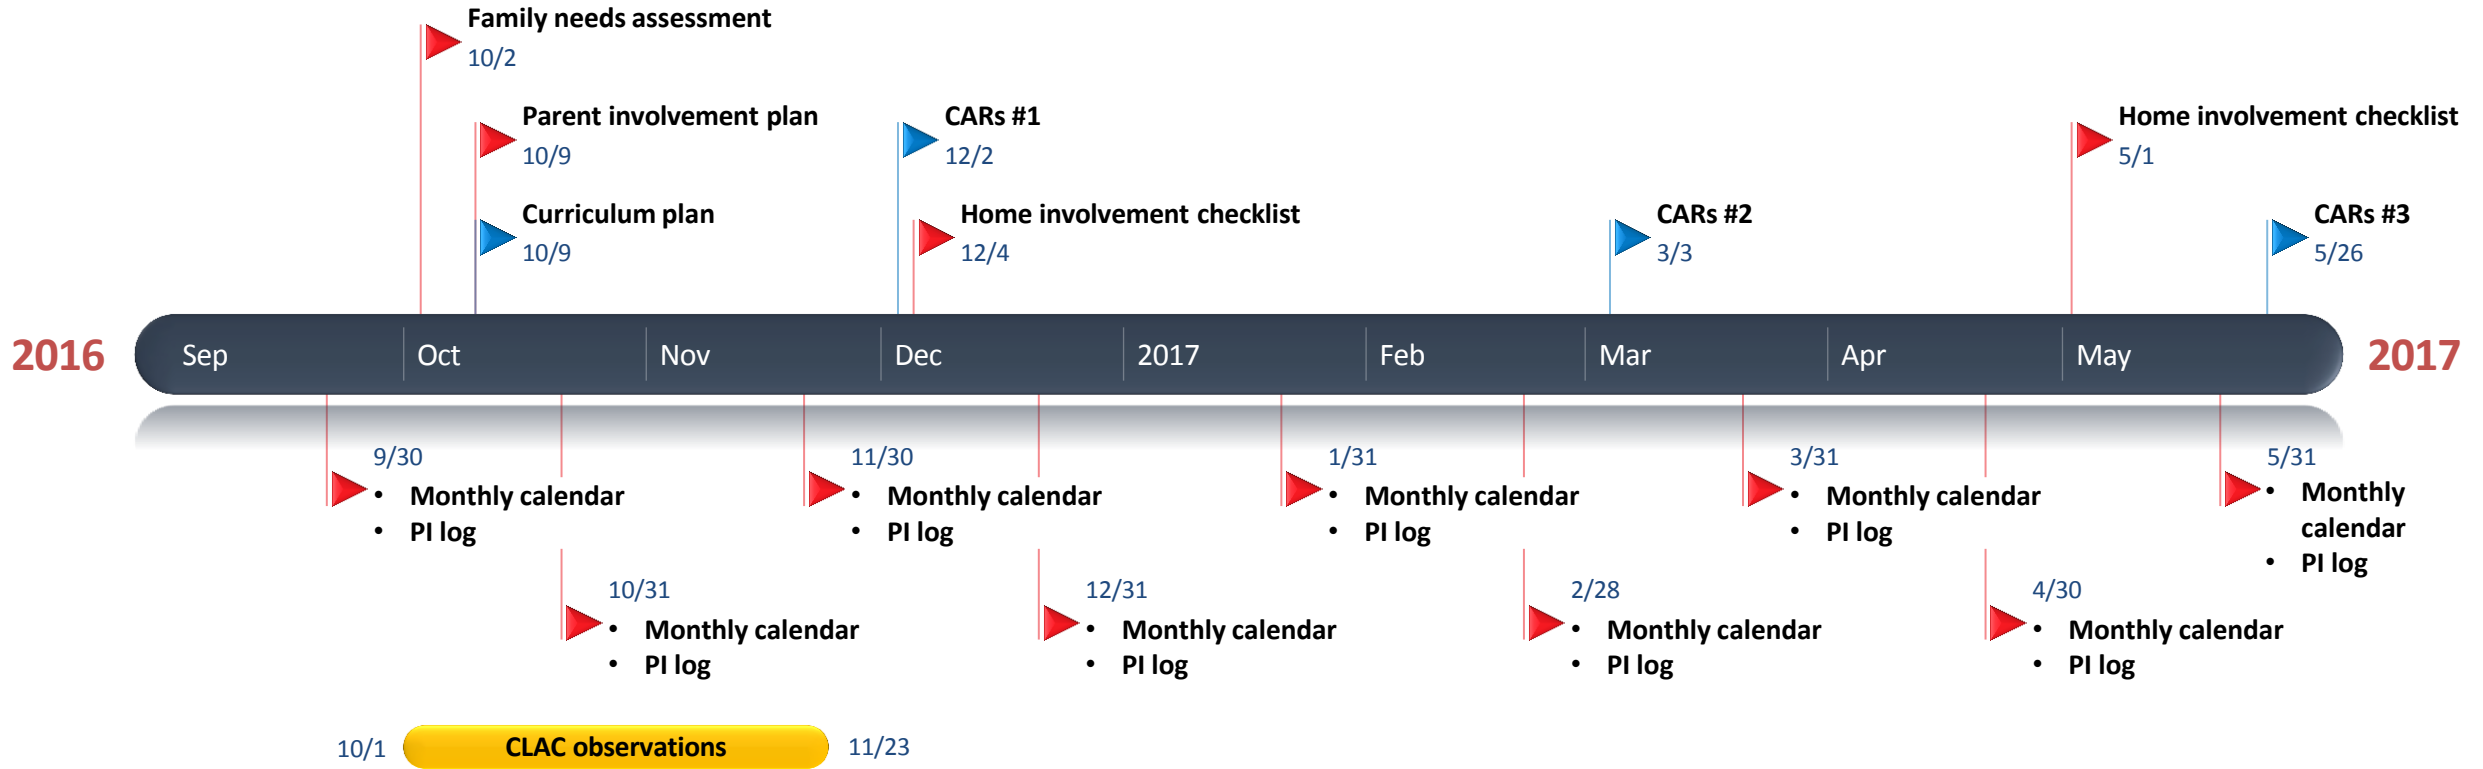 Family needs assessment
10/2
Parent involvement plan
10/9
Curriculum plan
10/9
CARs #1
12/2
Home involvement checklist
12/4
CARs #2
3/3
Home involvement checklist
5/1
CARs #3
5/26
2016
Sep
Oct
Nov
Dec
2017
Feb
Mar
Apr
May
2017
9/30
• Monthly calendar
• PI log
10/31
• Monthly calendar
• PI log
11/30
• Monthly calendar
• PI log
12/31
• Monthly calendar
• PI log
1/31
• Monthly calendar
• PI log
2/28
• Monthly calendar
• PI log
3/31
• Monthly calendar
• PI log
4/30
• Monthly calendar
• PI log
5/31
• Monthly
calendar
• PI log
10/1
CLAC observations
11/23